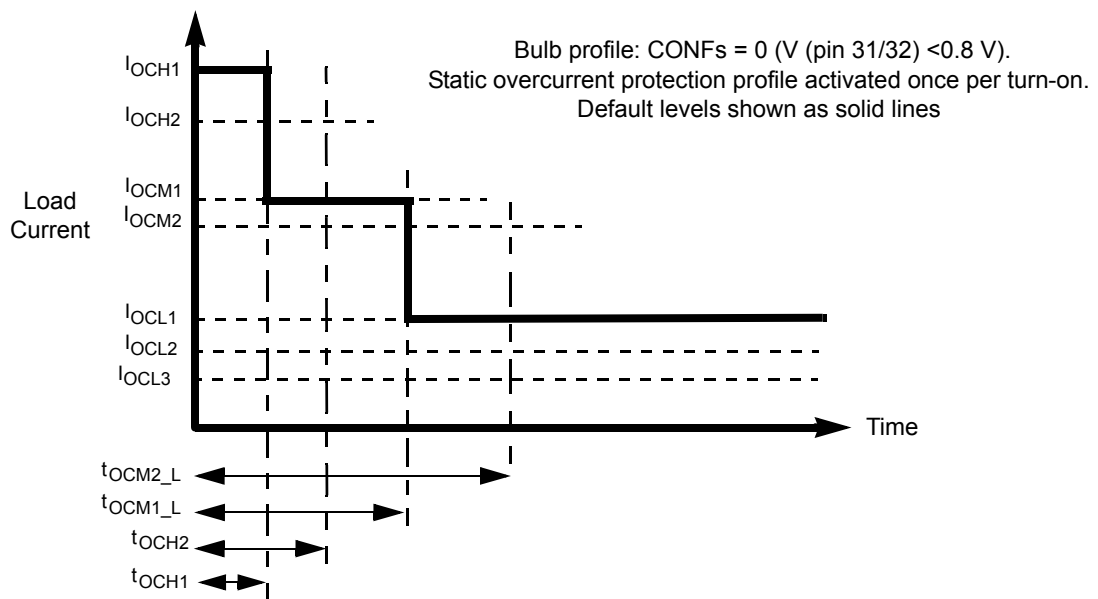 Bulb profile: CONFs = 0 (V (pin 31/32) <0.8 V).
Static overcurrent protection profile activated once per turn-on.
Default levels shown as solid lines
Load
Current
IOCH1
IOCH2
IOCM1
IOCM2
IOCL1
IOCL2
IOCL3
Time
tOCM2_L
tOCM1_L
tOCH2
tOCH1